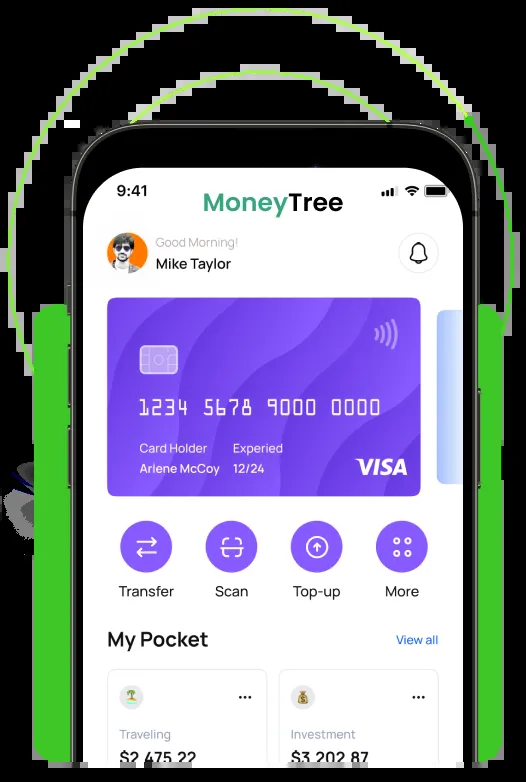 9:41
MoneyTree
Good Morning!
Mike Taylor
1234 5678 9000 0000
Card Holder Experied
Arlene McCoy 12/24
VISA
Transfer Scan Top-up More
My Pocket View all
Traveling Investment
$2 475.22 $3 202.87